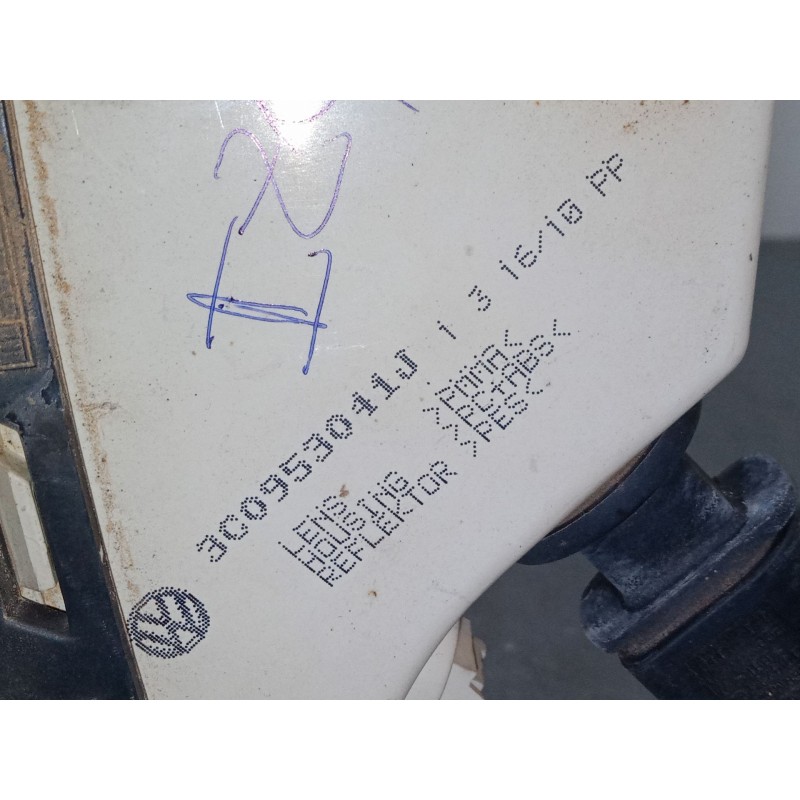 3C0953041J 1 3 16/10 PP
LENS >PMMA<
HOUSING >PC+ABS<
REFLEKTOR >PES<